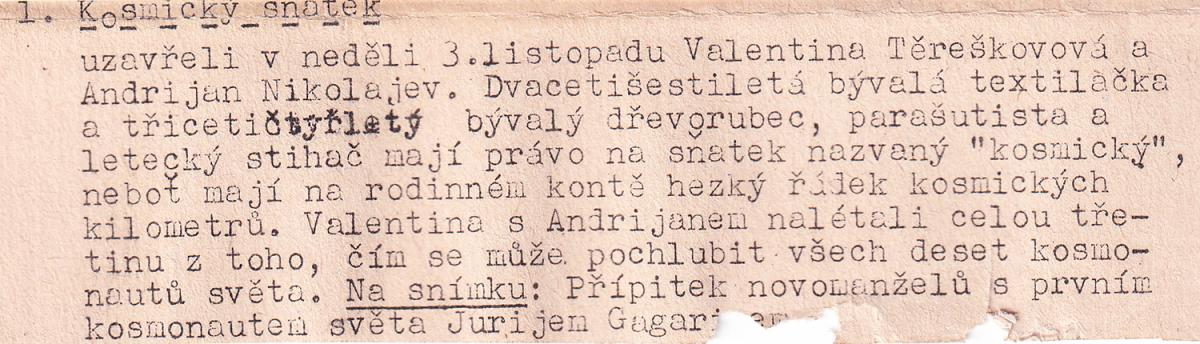 1. Kosmický sňatek
uzavřeli v neděli 3.listopadu Valentina Těreškovová a
Andrijan Nikolajev. Dvacetišestiletá bývalá textiláčka
a třicetičtyřletý bývalý dřevorubec, parašutista a
letecký stihač mají právo na sňatek nazvaný "kosmický",
neboť mají na rodinném kontě hezký řádek kosmických
kilometrů. Valentina s Andrijanem nalétali celou tře-
tinu z toho, čím se může pochlubit všech deset kosmo-
nautů světa. Na snímku: Přípitek novomanželů s prvním
kosmonautem světa Jurijem Gagarinem